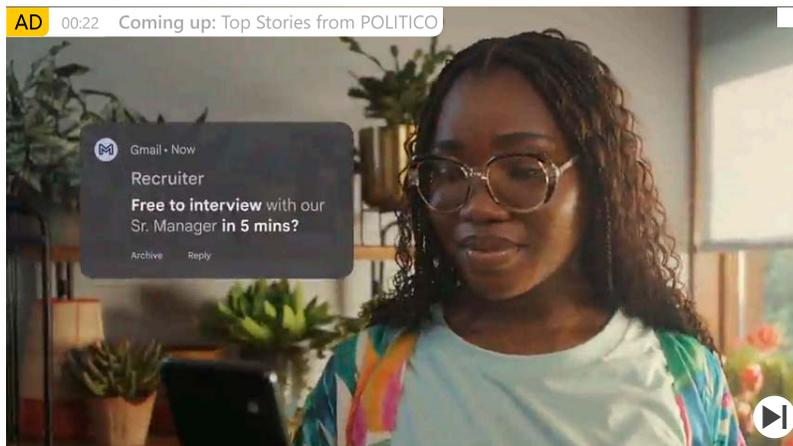 AD 00:22 Coming up: Top Stories from POLITICO
Gmail • Now
Recruiter
Free to interview with our
Sr. Manager in 5 mins?
Archive Reply